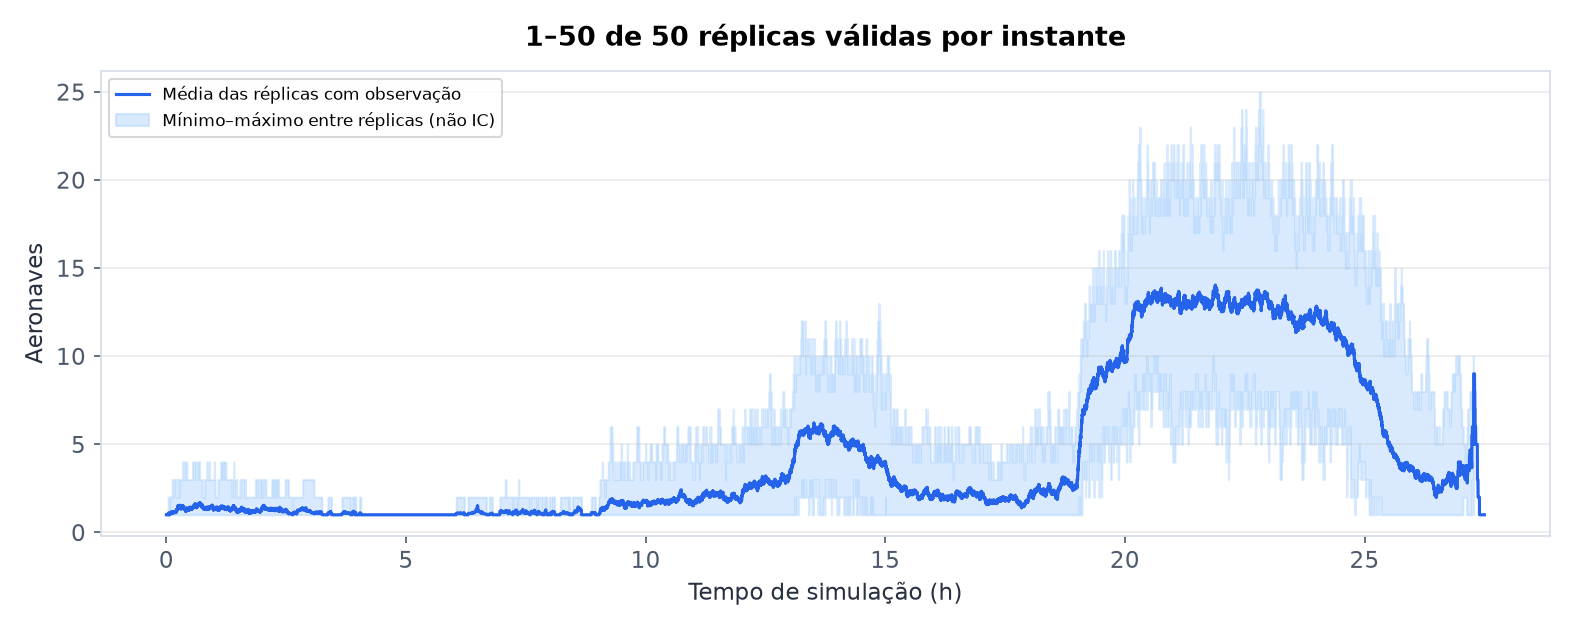 1–50 de 50 réplicas válidas por instante
Média das réplicas com observação
Mínimo–máximo entre réplicas (não IC)
Aeronaves
25
20
15
10
5
0
0 5 10 15 20 25
Tempo de simulação (h)